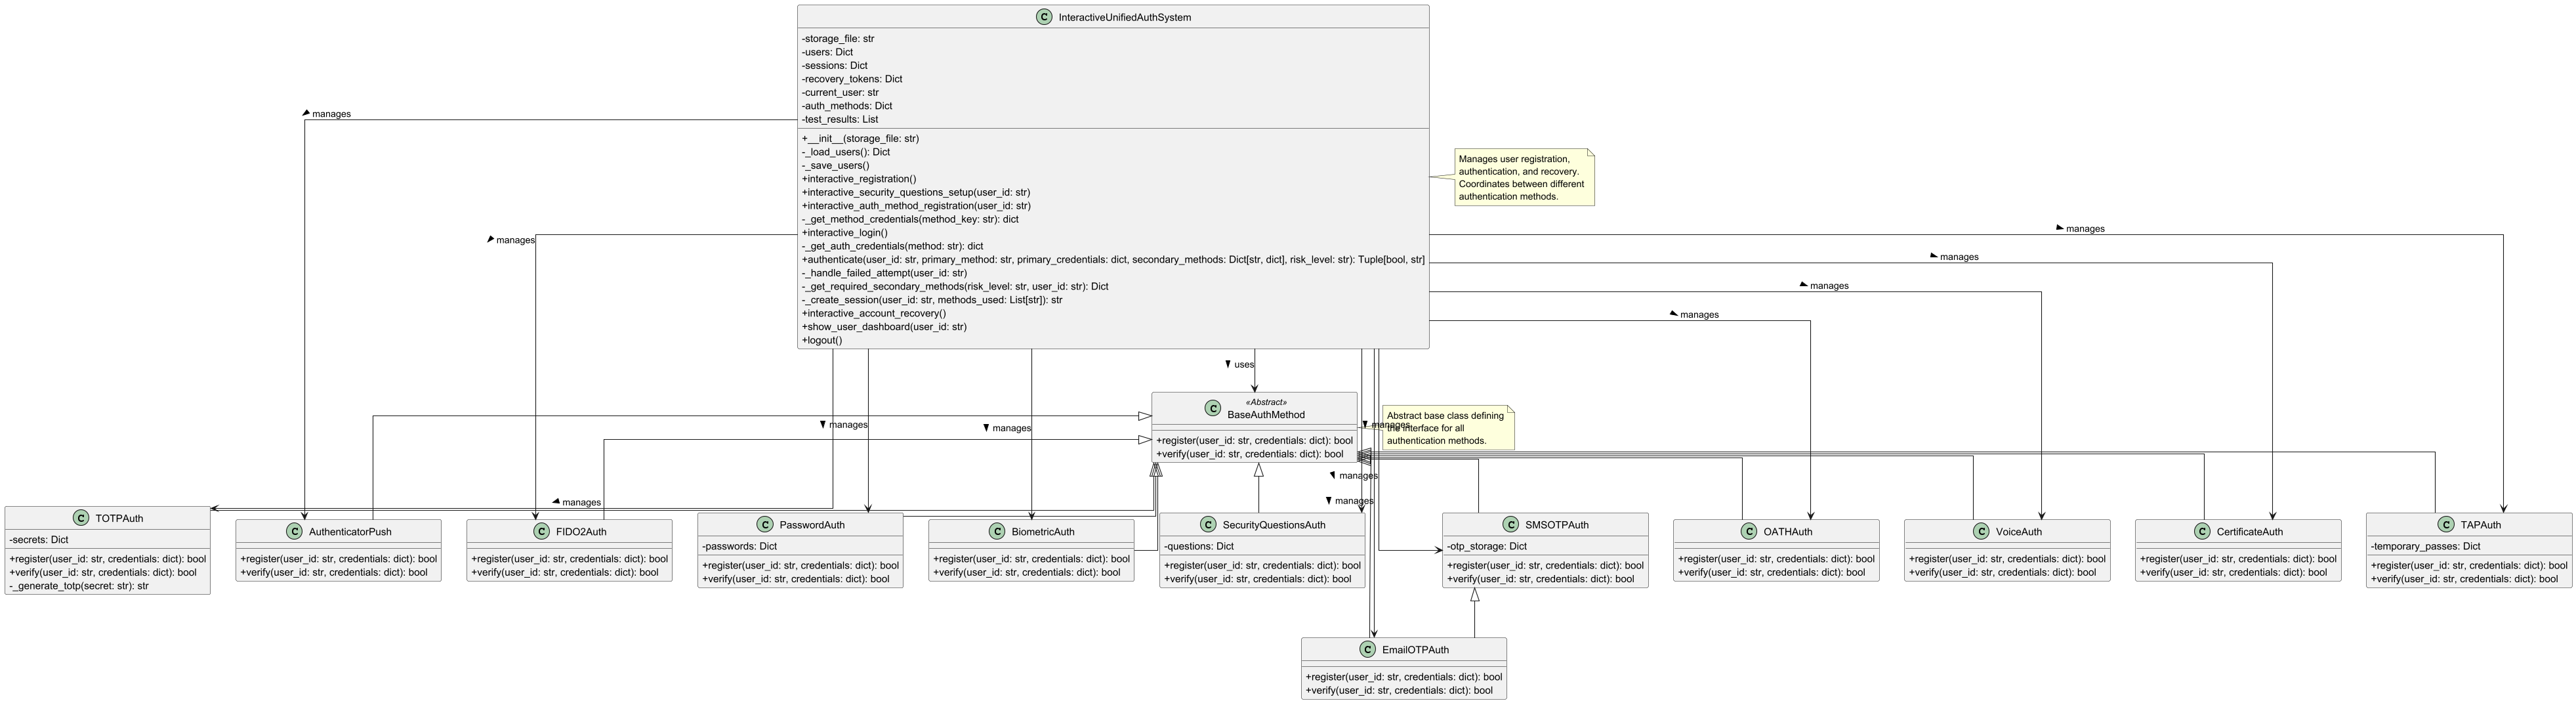 C InteractiveUnifiedAuthSystem
-storage_file: str
-users: Dict
-sessions: Dict
-recovery_tokens: Dict
-current_user: str
-auth_methods: Dict
-test_results: List
+__init__(storage_file: str)
-_load_users(): Dict
-_save_users()
+interactive_registration()
+interactive_security_questions_setup(user_id: str)
+interactive_auth_method_registration(user_id: str)
-_get_method_credentials(method_key: str): dict
+interactive_login()
-_get_auth_credentials(method: str): dict
+authenticate(user_id: str, primary_method: str, primary_credentials: dict, secondary_methods: Dict[str, dict], risk_level: str): Tuple[bool, str]
-_handle_failed_attempt(user_id: str)
-_get_required_secondary_methods(risk_level: str, user_id: str): Dict
-_create_session(user_id: str, methods_used: List[str]): str
+interactive_account_recovery()
+show_user_dashboard(user_id: str)
+logout()
Manages user registration,
authentication, and recovery.
Coordinates between different
authentication methods.
manages
manages
manages
manages
manages
manages
uses
C «Abstract»
BaseAuthMethod
+register(user_id: str, credentials: dict): bool
+verify(user_id: str, credentials: dict): bool
Abstract base class defining
the interface for all
authentication methods.
manages
manages
manages
manages
manages
manages
C TOTPAuth
-secrets: Dict
+register(user_id: str, credentials: dict): bool
+verify(user_id: str, credentials: dict): bool
-_generate_totp(secret: str): str
C AuthenticatorPush
+register(user_id: str, credentials: dict): bool
+verify(user_id: str, credentials: dict): bool
C FIDO2Auth
+register(user_id: str, credentials: dict): bool
+verify(user_id: str, credentials: dict): bool
C PasswordAuth
-passwords: Dict
+register(user_id: str, credentials: dict): bool
+verify(user_id: str, credentials: dict): bool
C BiometricAuth
+register(user_id: str, credentials: dict): bool
+verify(user_id: str, credentials: dict): bool
C SecurityQuestionsAuth
-questions: Dict
+register(user_id: str, credentials: dict): bool
+verify(user_id: str, credentials: dict): bool
C SMSOTPAuth
-otp_storage: Dict
+register(user_id: str, credentials: dict): bool
+verify(user_id: str, credentials: dict): bool
C OATHAuth
+register(user_id: str, credentials: dict): bool
+verify(user_id: str, credentials: dict): bool
C VoiceAuth
+register(user_id: str, credentials: dict): bool
+verify(user_id: str, credentials: dict): bool
C CertificateAuth
+register(user_id: str, credentials: dict): bool
+verify(user_id: str, credentials: dict): bool
C TAPAuth
-temporary_passes: Dict
+register(user_id: str, credentials: dict): bool
+verify(user_id: str, credentials: dict): bool
C EmailOTPAuth
+register(user_id: str, credentials: dict): bool
+verify(user_id: str, credentials: dict): bool